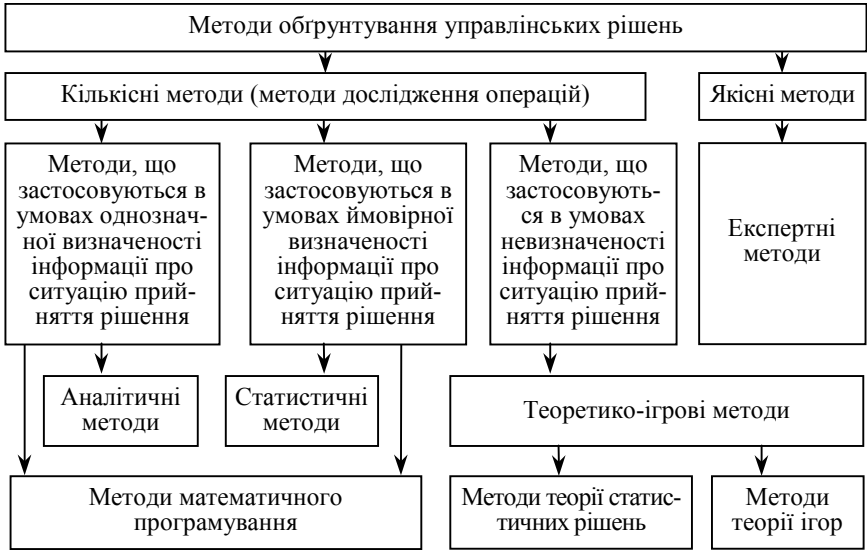 Методи обґрунтування управлінських рішень
Кількісні методи (методи дослідження операцій)
Якісні методи
Методи, що
застосовуються в
умовах однознач-
ної визначеності
інформації про
ситуацію прий-
няття рішення
Методи, що
застосовуються в
умовах ймовірної
визначеності
інформації про
ситуацію прий-
няття рішення
Методи, що
застосовують-
ся в умовах
невизначеності
інформації про
ситуацію прий-
няття рішення
Експертні
методи
Аналітичні
методи
Статистичні
методи
Теоретико-ігрові методи
Методи математичного
програмування
Методи теорії статис-
тичних рішень
Методи
теорії ігор